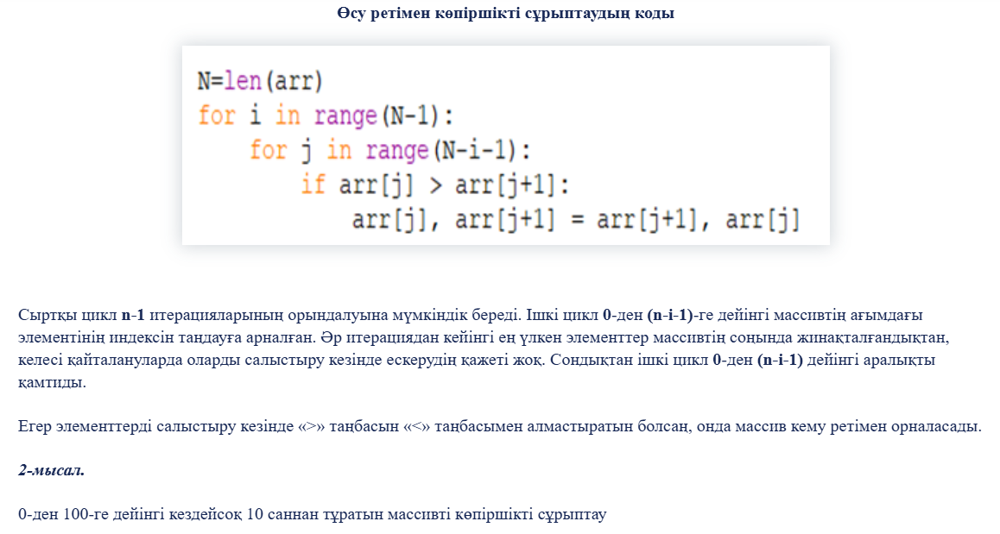 Өсу ретімен көпіршікті сұрыптаудың коды
N=len(arr)
for i in range(N-1):
    for j in range(N-i-1):
        if arr[j] > arr[j+1]:
            arr[j], arr[j+1] = arr[j+1], arr[j]
Сыртқы цикл n-1 итерацияларының орындалуына мүмкіндік береді. Ішкі цикл 0-ден (n-i-1)-ге дейінгі массивтің ағымдағы
элементінің индексін таңдауға арналған. Әр итерациядан кейінгі ең үлкен элементтер массивтің соңында жинақталғандықтан,
келесі қайталануларда оларды салыстыру кезінде ескерудің қажеті жоқ. Сондықтан ішкі цикл 0-ден (n-i-1) дейінгі аралықты
қамтиды.
Егер элементтерді салыстыру кезінде «>» таңбасын «<» таңбасымен алмастыратын болсаң, онда массив кему ретімен орналасады.
2-мысал.
0-ден 100-ге дейінгі кездейсоқ 10 саннан тұратын массивті көпіршікті сұрыптау